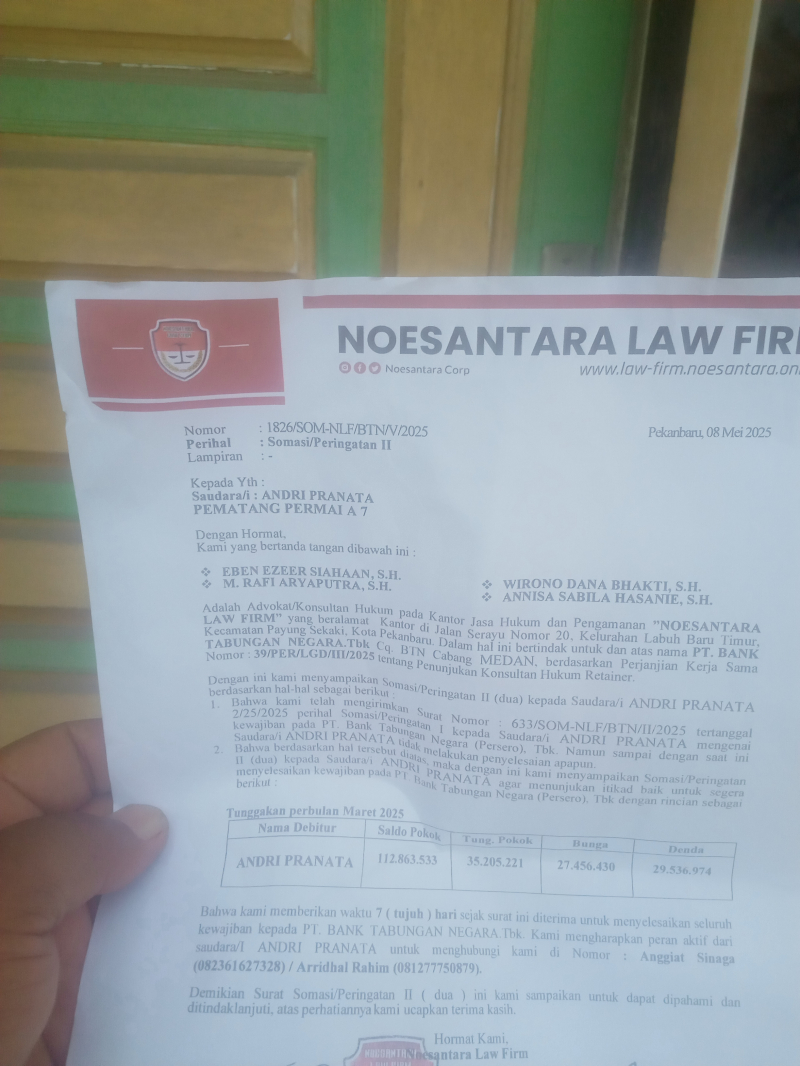 NOESANTARA LAW FIR
Noesantara Corp
www.law-firm.noesantara.on
Nomor : 1826/SOM-NLF/BTN/V/2025
Pekanbaru, 08 Mei 2025
Perihal : Somasi/Peringatan II
Lampiran : -
Kepada Yth :
Saudara/i : ANDRI PRANATA
PEMATANG PERMAI A 7
Dengan Hormat,
Kami yang bertanda tangan dibawah ini :
❖ EBEN EZEER SIAHAAN, S.H.
❖ M. RAFI ARYAPUTRA, S.H.
❖ WIRONO DANA BHAKTI, S.H.
❖ ANNISA SABILA HASANIE, S.H.
Adalah Advokat/Konsultan Hukum pada Kantor Jasa Hukum dan Pengamanan "NOESANTARA
LAW FIRM" yang beralamat Kantor di Jalan Serayu Nomor 20, Kelurahan Labuh Baru Timur,
Kecamatan Payung Sekaki, Kota Pekanbaru. Dalam hal ini bertindak untuk dan atas nama PT. BANK
TABUNGAN NEGARA.Tbk Cq. BTN Cabang MEDAN, berdasarkan Perjanjian Kerja Sama
Nomor : 39/PER/LGD/III/2025 tentang Penunjukan Konsultan Hukum Retainer.
Dengan ini kami menyampaikan Somasi/Peringatan II (dua) kepada Saudara/i ANDRI PRANATA
berdasarkan hal-hal sebagai berikut :
1. Bahwa kami telah mengirimkan Surat Nomor : 633/SOM-NLF/BTN/II/2025 tertanggal
2/25/2025 perihal Somasi/Peringatan 1 kepada Saudara/i ANDRI PRANATA mengenai
kewajiban pada PT. Bank Tabungan Negara (Persero), Tbk. Namun sampai dengan saat ini
Saudara/i ANDRI PRANATA tidak melakukan penyelesaian apapun.
2. Bahwa berdasarkan hal tersebut diatas, maka dengan ini kami menyampaikan Somasi/Peringatan
II (dua) kepada Saudara/i ANDRI PRANATA agar menunjukan itikad baik untuk segera
menyelesaikan kewajiban pada PT. Bank Tabungan Negara (Persero), Tbk dengan rincian sebagai
berikut :
Tunggakan perbulan Maret 2025
Nama Debitur Saldo Pokok Tung. Pokok Bunga Denda
ANDRI PRANATA 112.863.533 35.205.221 27.456.430 29.536.974
Bahwa kami memberikan waktu 7 ( tujuh ) hari sejak surat ini diterima untuk menyelesaikan seluruh
kewajiban kepada PT. BANK TABUNGAN NEGARA.Tbk. Kami mengharapkan peran aktif dari
saudara/I ANDRI PRANATA untuk menghubungi kami di Nomor : Anggiat Sinaga
(082361627328) / Arridhal Rahim (081277750879).
Demikian Surat Somasi/Peringatan II ( dua ) ini kami sampaikan untuk dapat dipahami dan
ditindaklanjuti, atas perhatiannya kami ucapkan terima kasih.
Hormat Kami,
Noesantara Law Firm